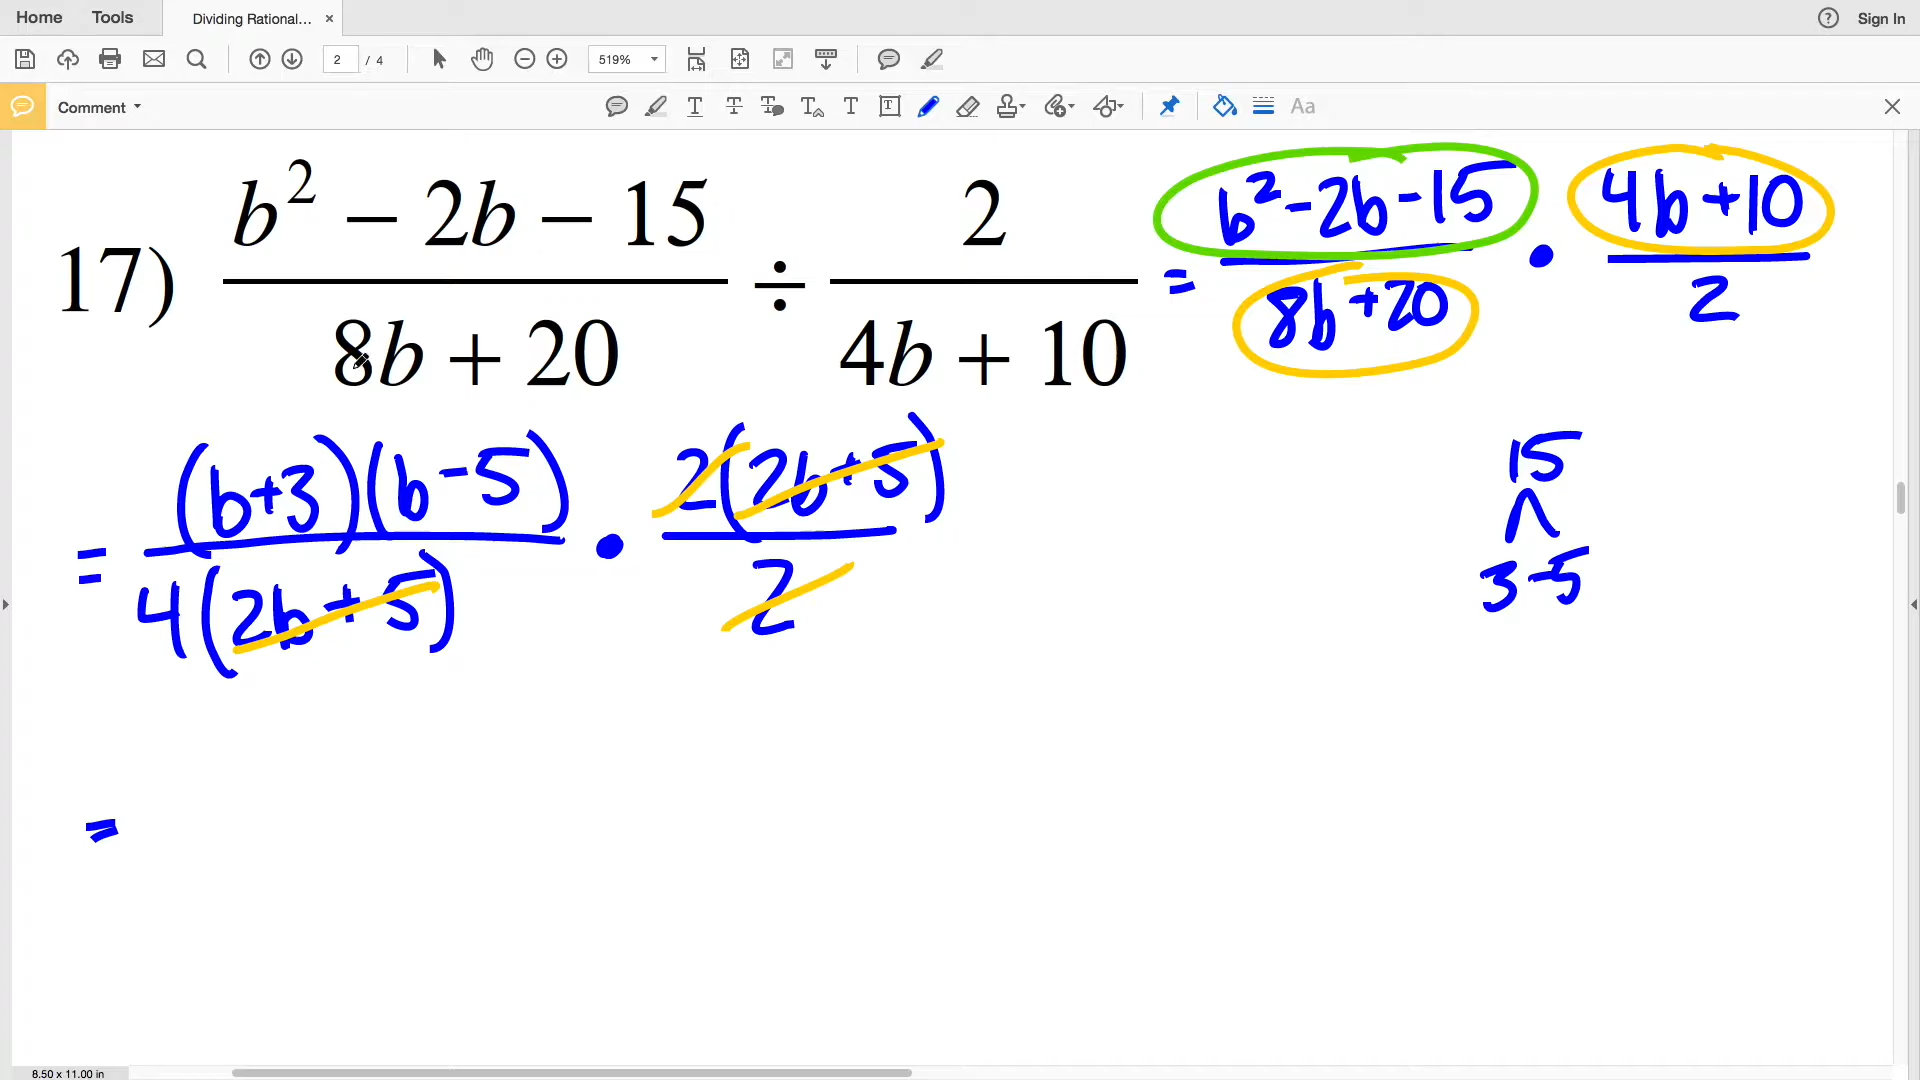 Home Tools Dividing Rational... × ? Sign In
2 / 4 519%
Comment Aa
17) b² − 2b − 15 / 8b + 20 ÷ 2 / 4b + 10 = b²-2b-15 / 8b+20 · 4b+10 / 2
= (b+3)(b-5) / 4(2b+5) · 2(2b+5) / 2
15
3 -5
=
8.50 x 11.00 in